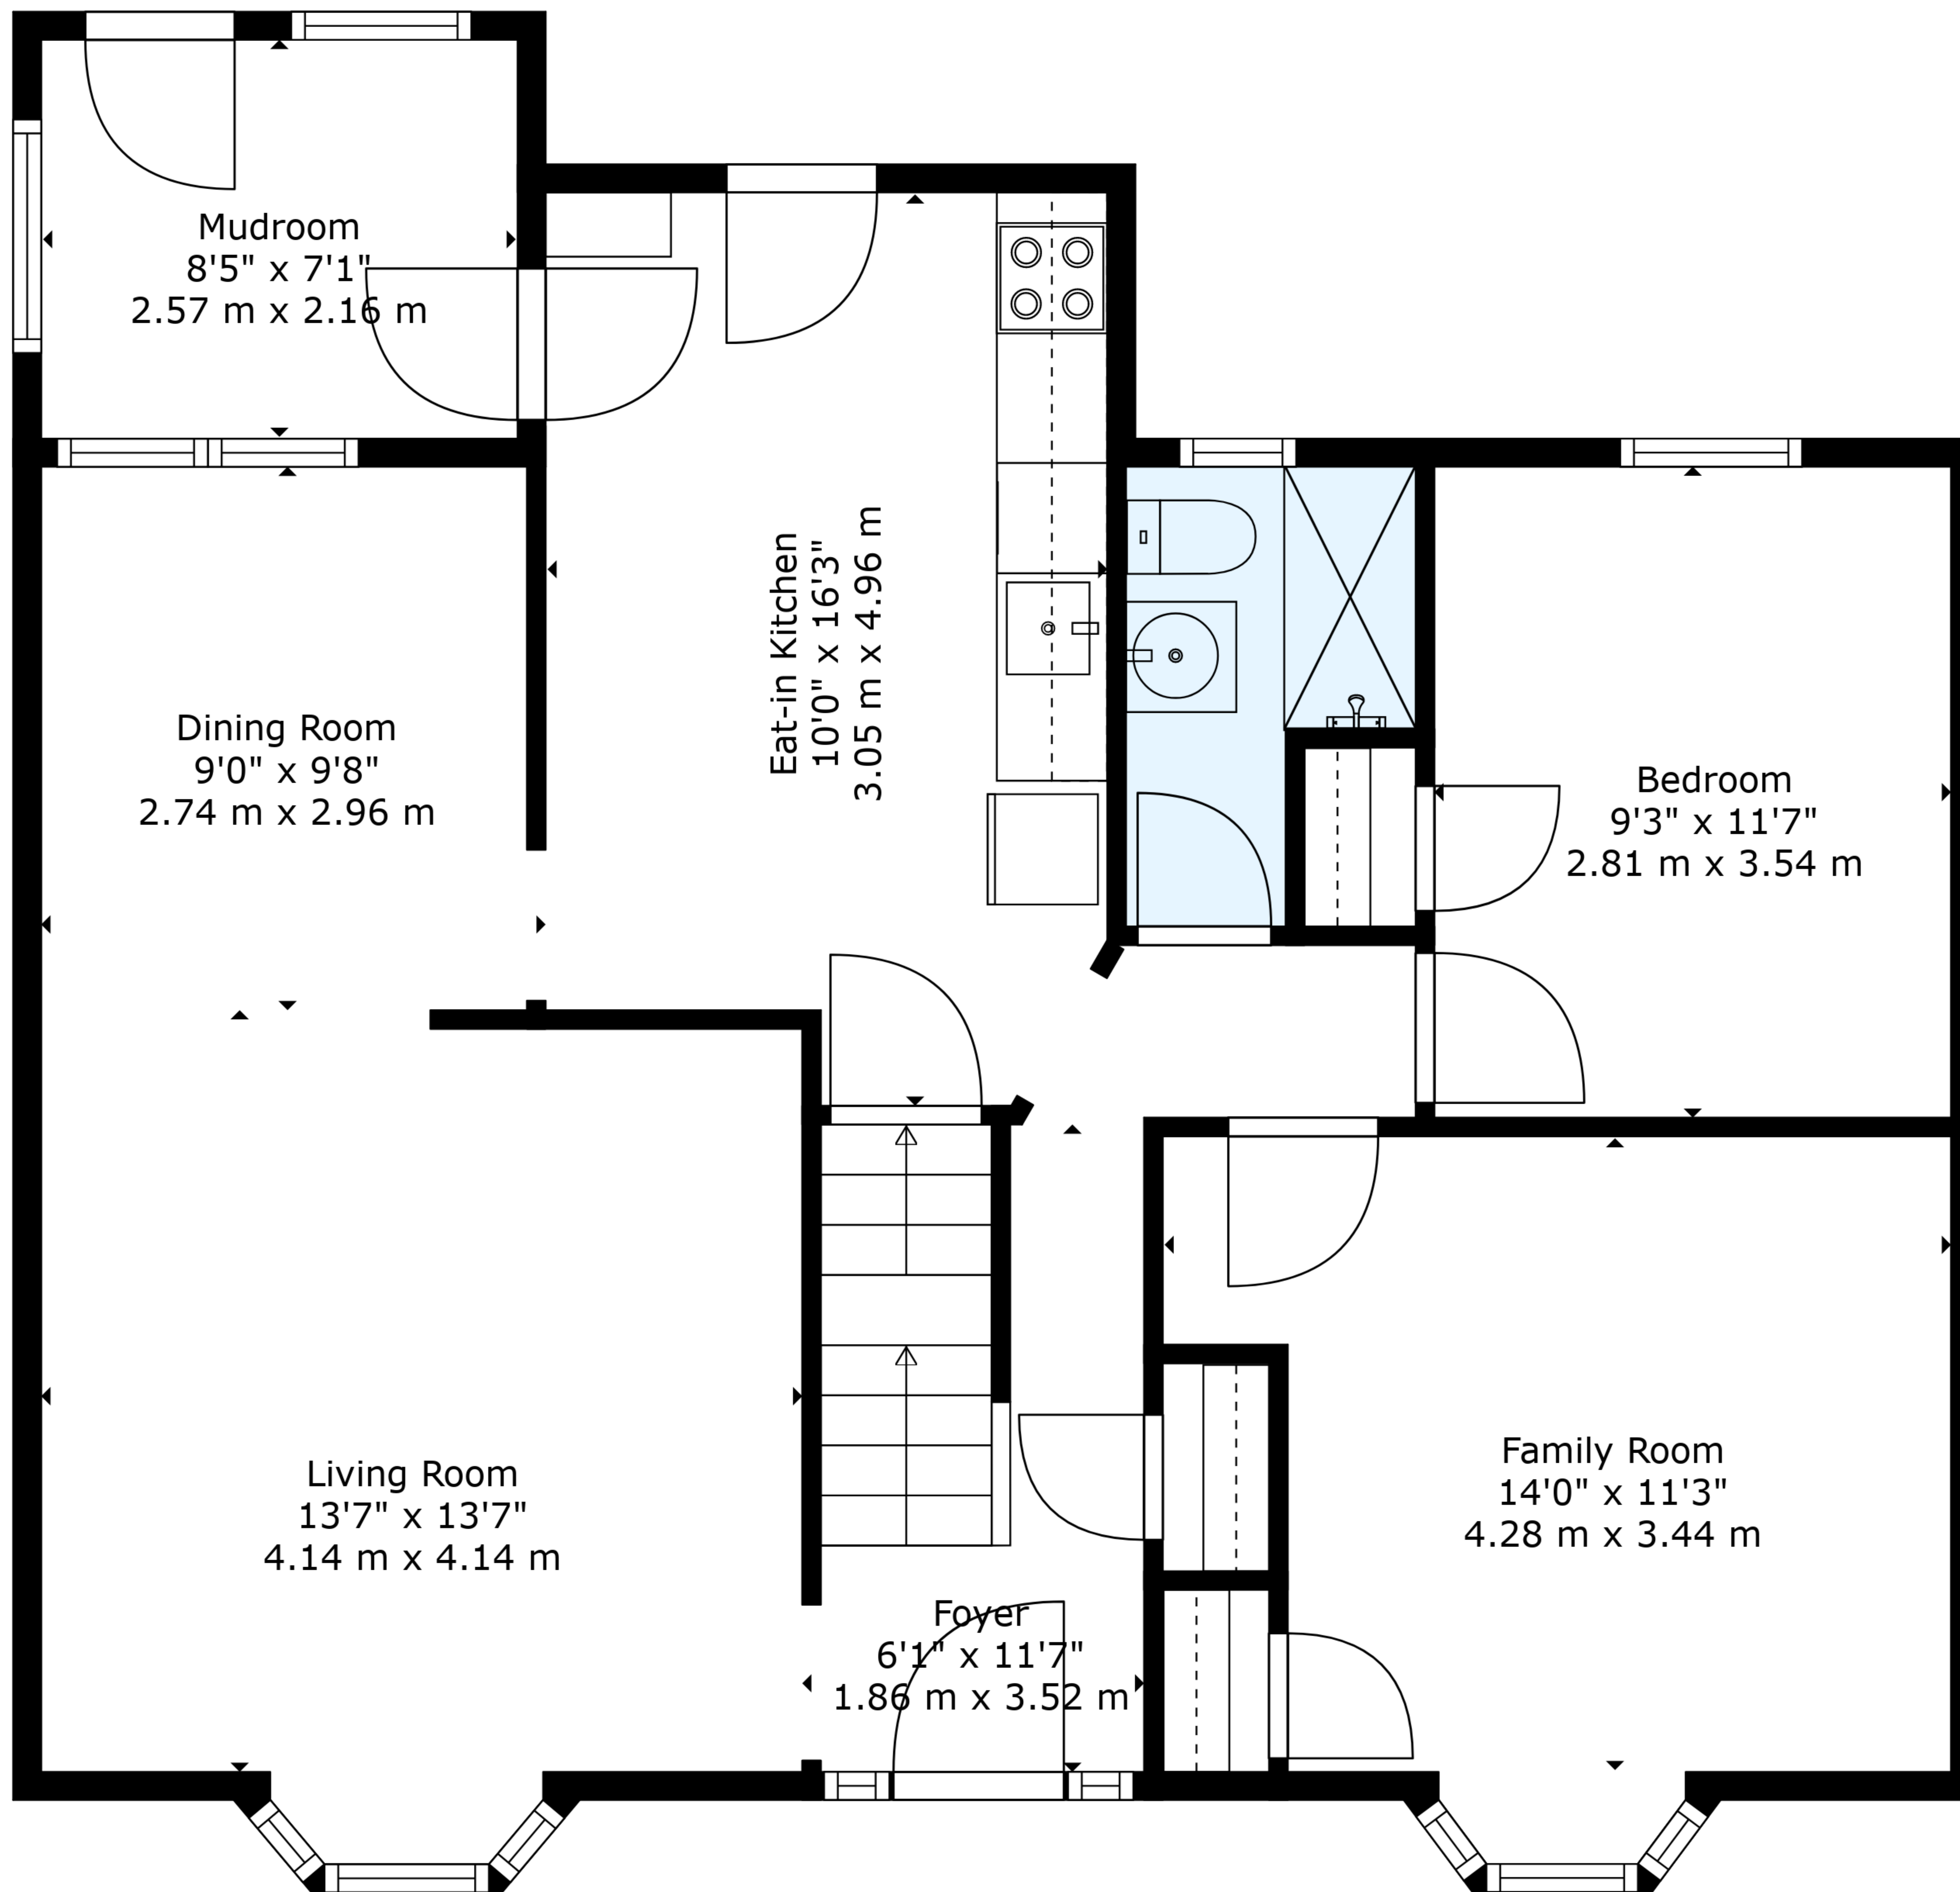 Mudroom
8'5" x 7'1"
2.57 m x 2.16 m
Eat-in Kitchen
10'0" x 16'3"
3.05 m x 4.96 m
Dining Room
9'0" x 9'8"
2.74 m x 2.96 m
Bedroom
9'3" x 11'7"
2.81 m x 3.54 m
Living Room
13'7" x 13'7"
4.14 m x 4.14 m
Family Room
14'0" x 11'3"
4.28 m x 3.44 m
Foyer
6'1" x 11'7"
1.86 m x 3.52 m